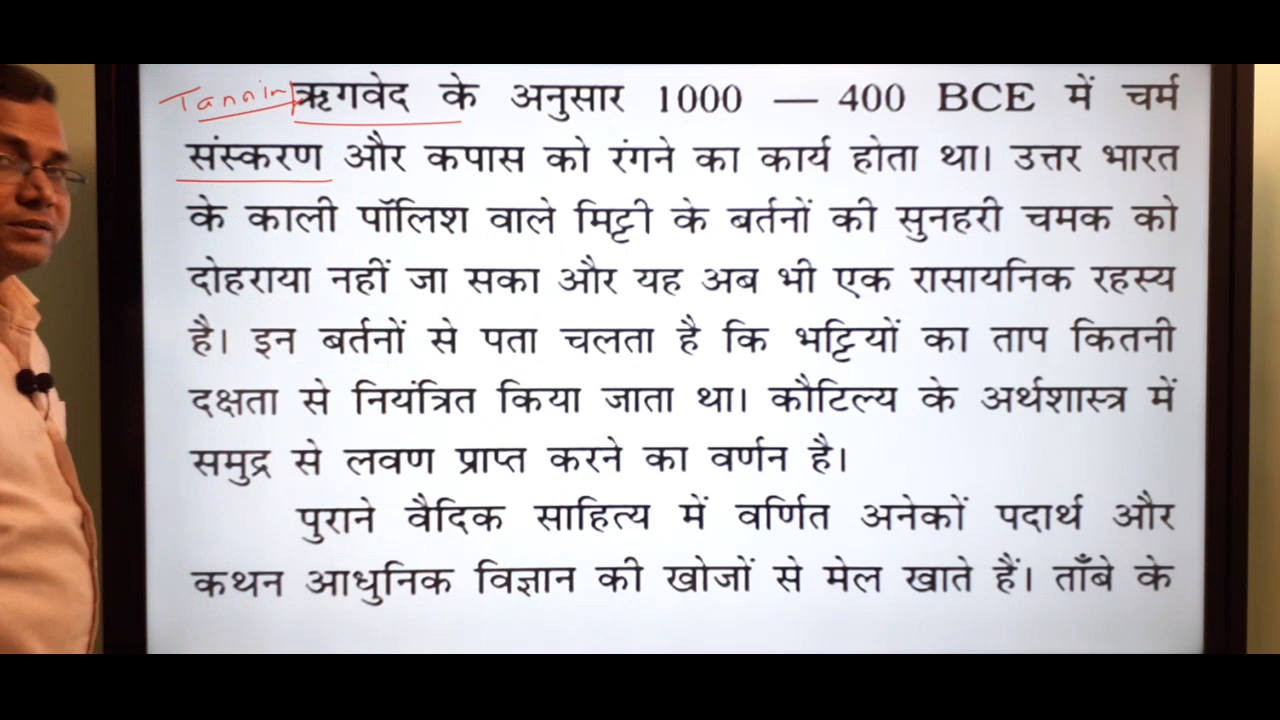 Tannin ऋगवेद के अनुसार 1000 — 400 BCE में चर्म
संस्करण और कपास को रंगने का कार्य होता था। उत्तर भारत
के काली पॉलिश वाले मिट्टी के बर्तनों की सुनहरी चमक को
दोहराया नहीं जा सका और यह अब भी एक रासायनिक रहस्य
है। इन बर्तनों से पता चलता है कि भट्टियों का ताप कितनी
दक्षता से नियंत्रित किया जाता था। कौटिल्य के अर्थशास्त्र में
समुद्र से लवण प्राप्त करने का वर्णन है।
पुराने वैदिक साहित्य में वर्णित अनेकों पदार्थ और
कथन आधुनिक विज्ञान की खोजों से मेल खाते हैं। ताँबे के